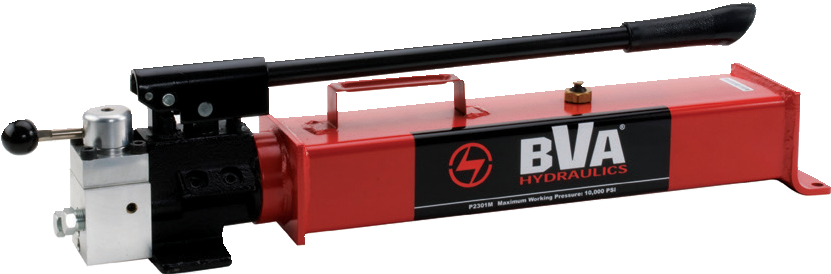 BVA®
HYDRAULICS
P2301M Maximum Working Pressure: 10,000 PSI